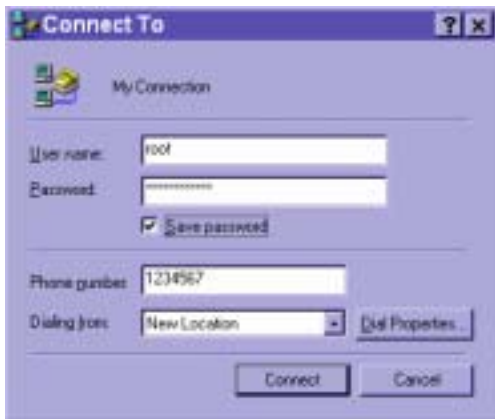 Connect To
My Connection
User name: root
Password: ************
Save password
Phone number: 1234567
Dialing from: New Location Dial Properties...
Connect Cancel